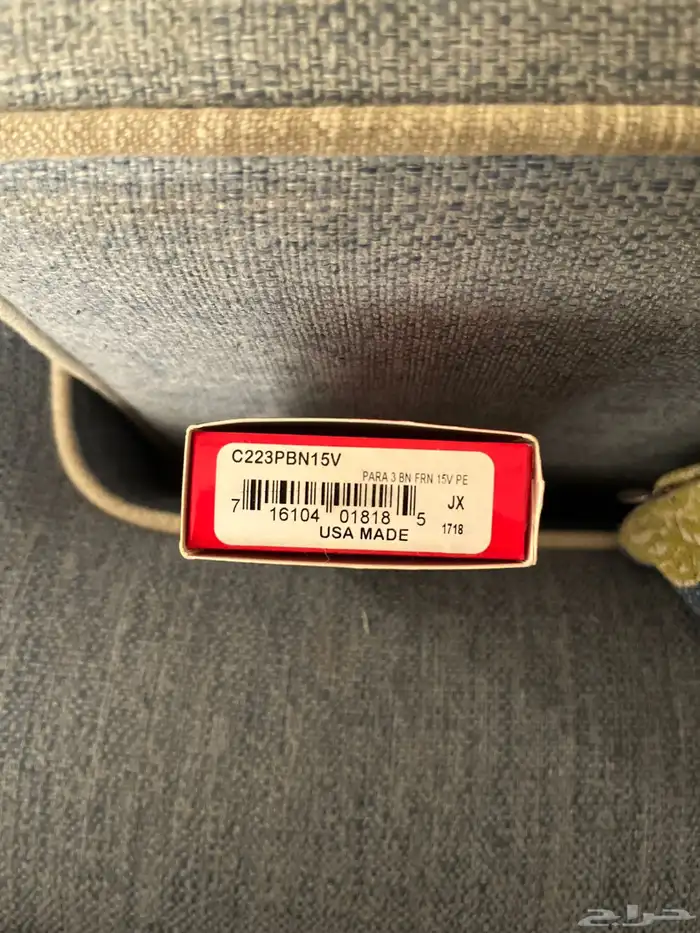 C223PBN15V
PARA 3 BN FRN 15V PE
7 16104 01818 5
JX
USA MADE
1718
حراج